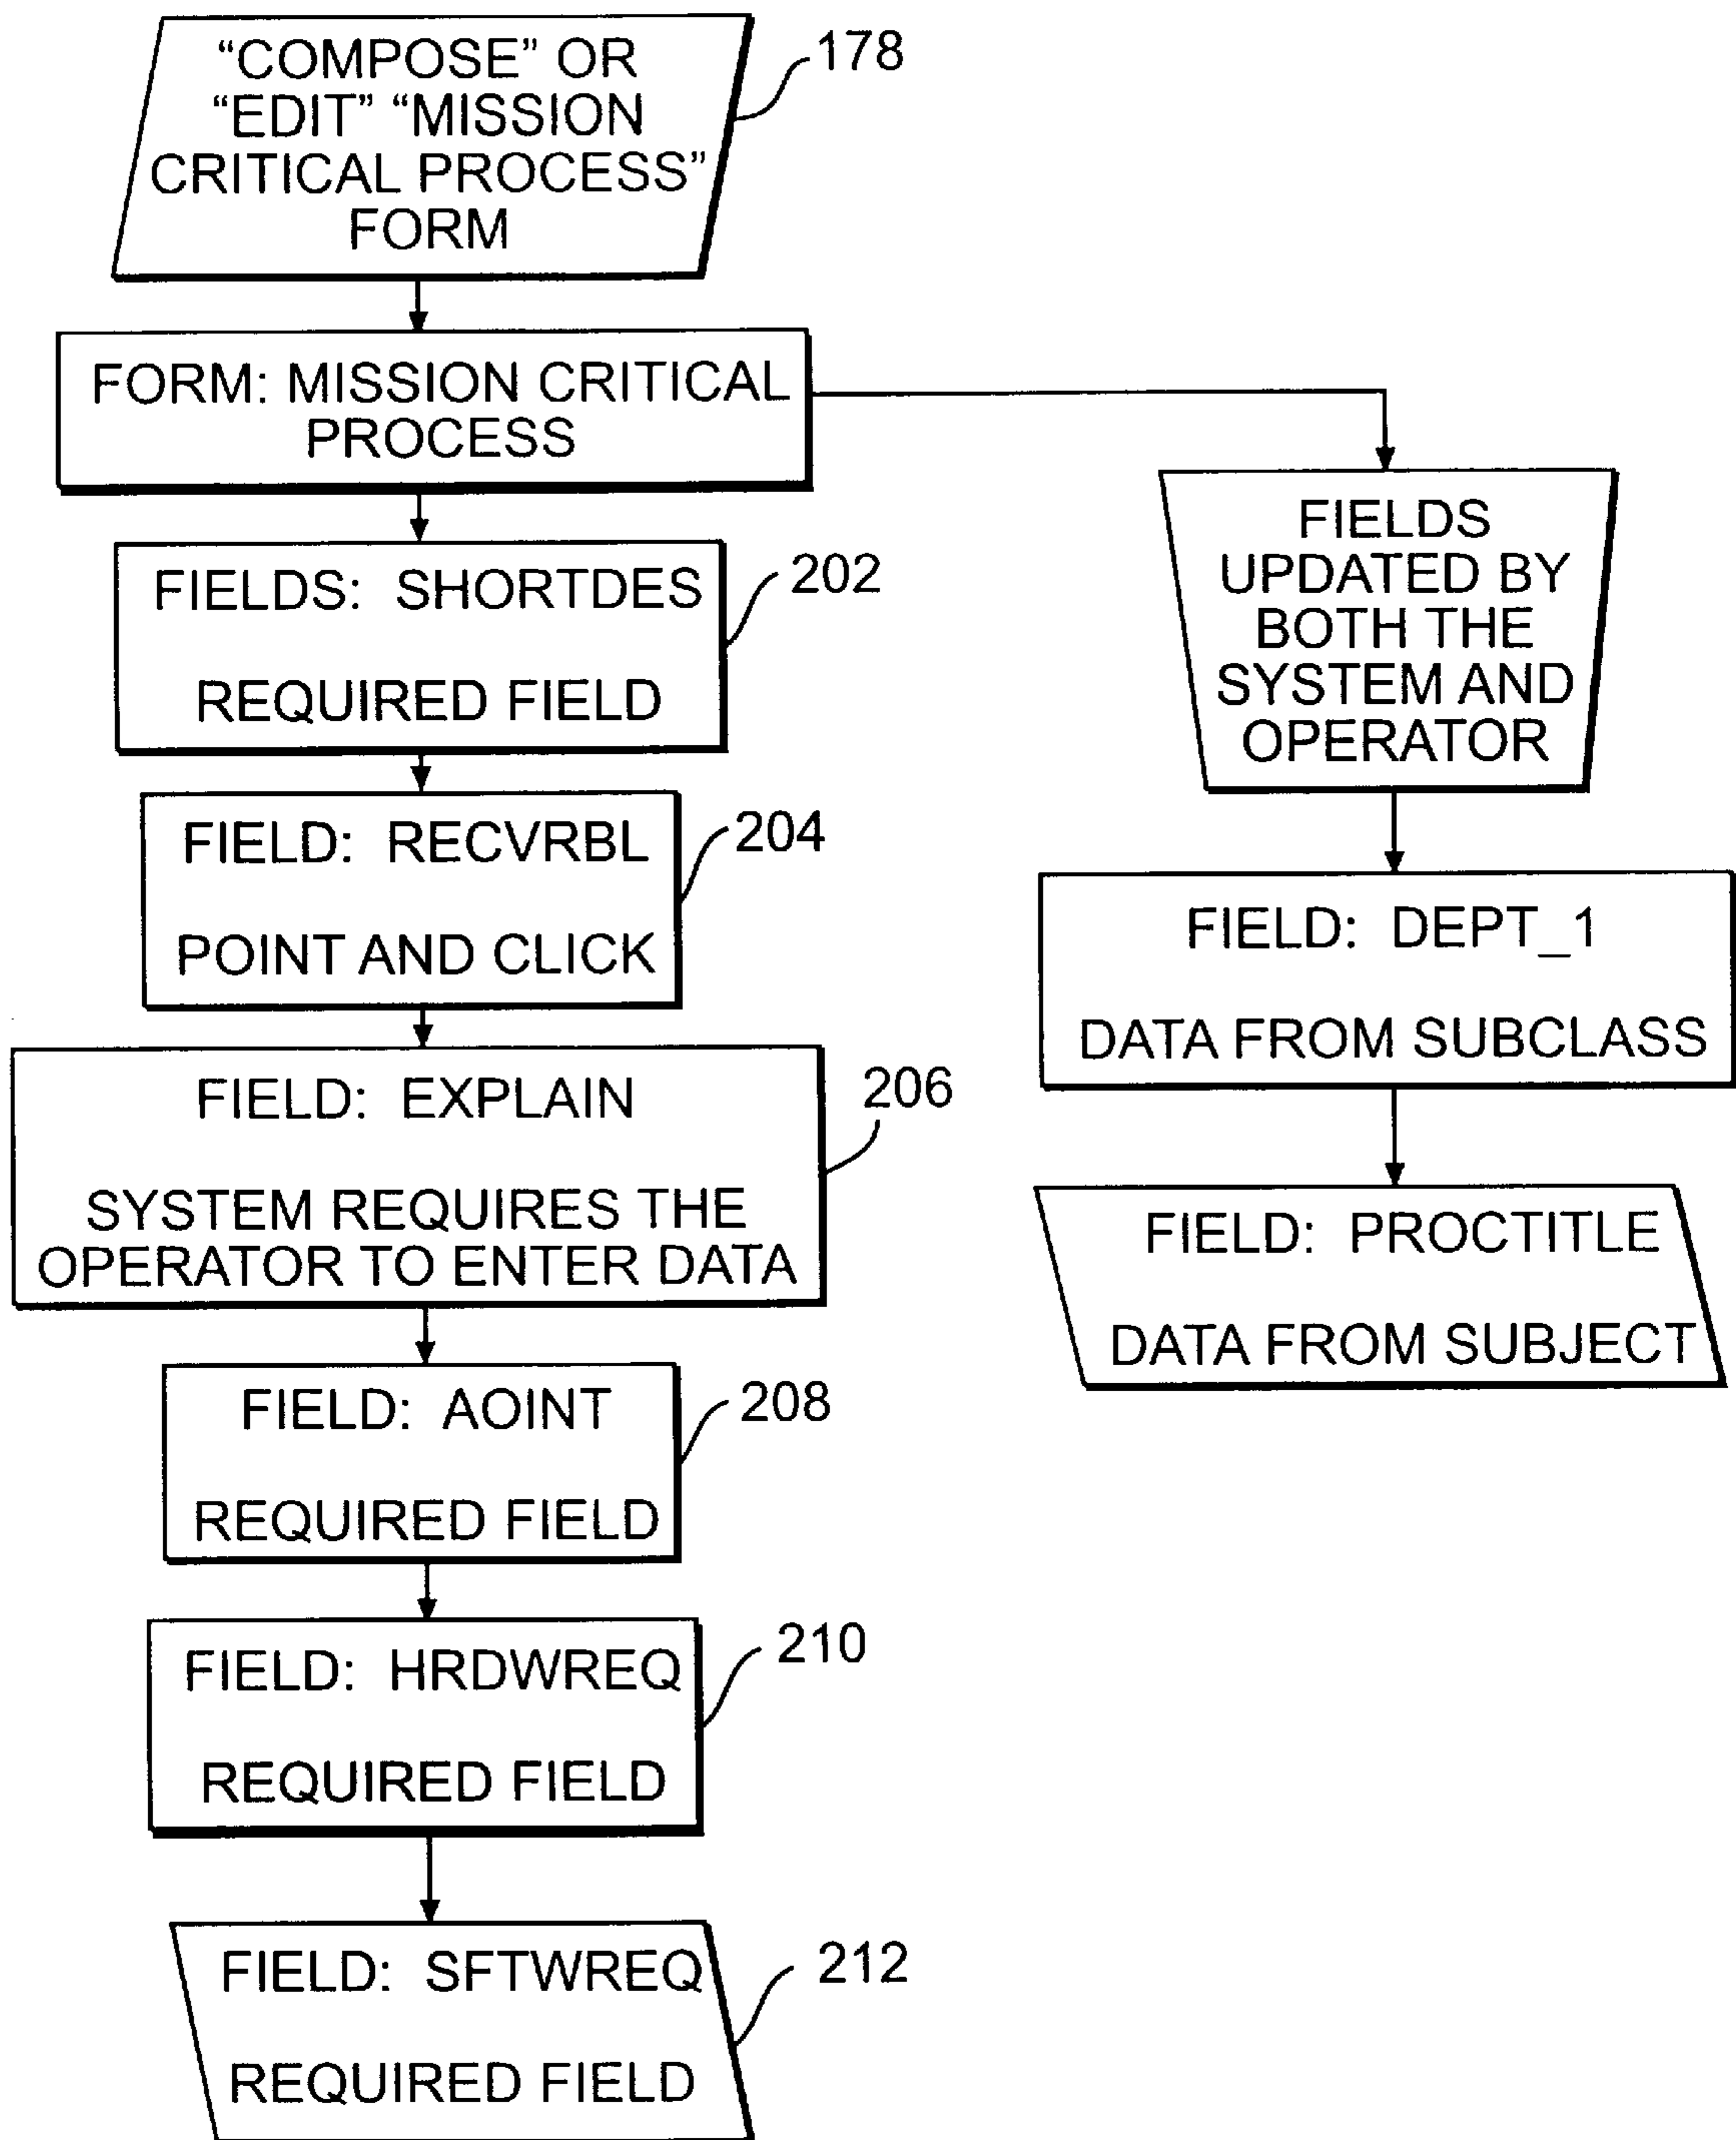 “COMPOSE” OR
“EDIT” “MISSION
CRITICAL PROCESS”
FORM
178
FORM: MISSION CRITICAL
PROCESS
FIELDS: SHORTDES
REQUIRED FIELD
202
FIELD: RECVRBL
POINT AND CLICK
204
FIELD: EXPLAIN
SYSTEM REQUIRES THE
OPERATOR TO ENTER DATA
206
FIELD: AOINT
REQUIRED FIELD
208
FIELD: HRDWREQ
REQUIRED FIELD
210
FIELD: SFTWREQ
REQUIRED FIELD
212
FIELDS
UPDATED BY
BOTH THE
SYSTEM AND
OPERATOR
FIELD: DEPT_1
DATA FROM SUBCLASS
FIELD: PROCTITLE
DATA FROM SUBJECT